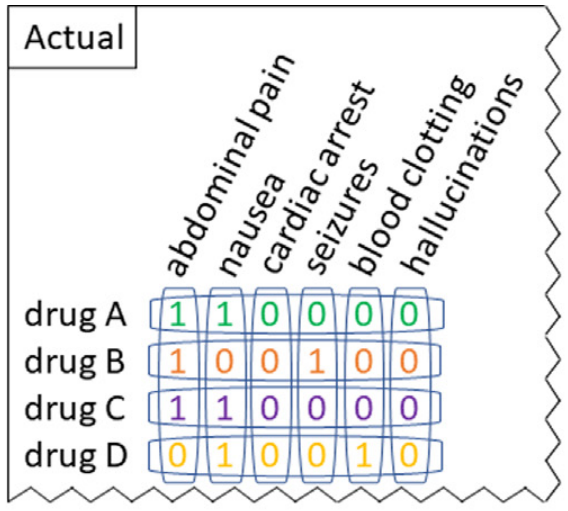 Actual
abdominal pain
nausea
cardiac arrest
seizures
blood clotting
hallucinations
drug A 1 1 0 0 0 0
drug B 1 0 0 1 0 0
drug C 1 1 0 0 0 0
drug D 0 1 0 0 1 0